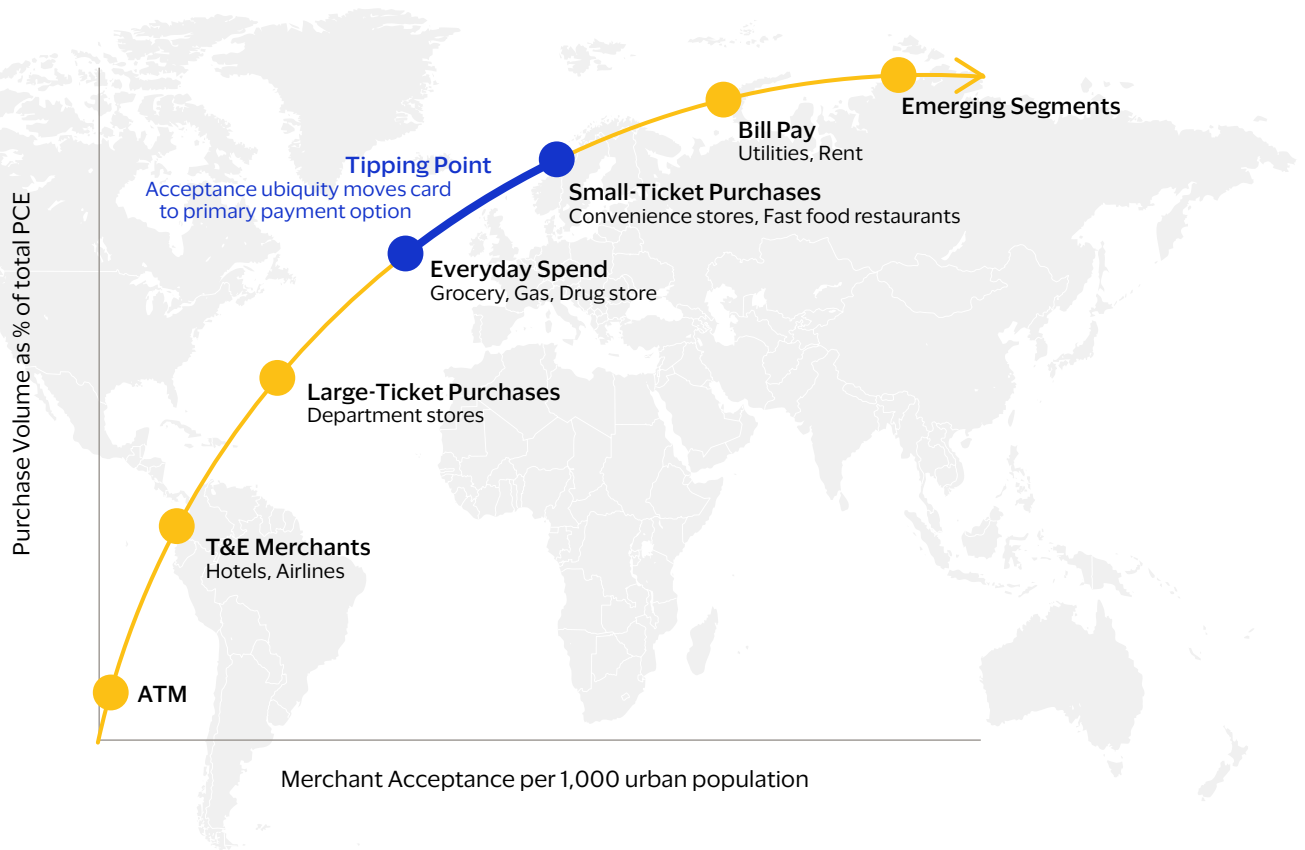 Emerging Segments
Bill Pay
Utilities, Rent
Tipping Point
Acceptance ubiquity moves card
to primary payment option
Small-Ticket Purchases
Convenience stores, Fast food restaurants
Everyday Spend
Grocery, Gas, Drug store
Large-Ticket Purchases
Department stores
T&E Merchants
Hotels, Airlines
ATM
Purchase Volume as % of total PCE
Merchant Acceptance per 1,000 urban population